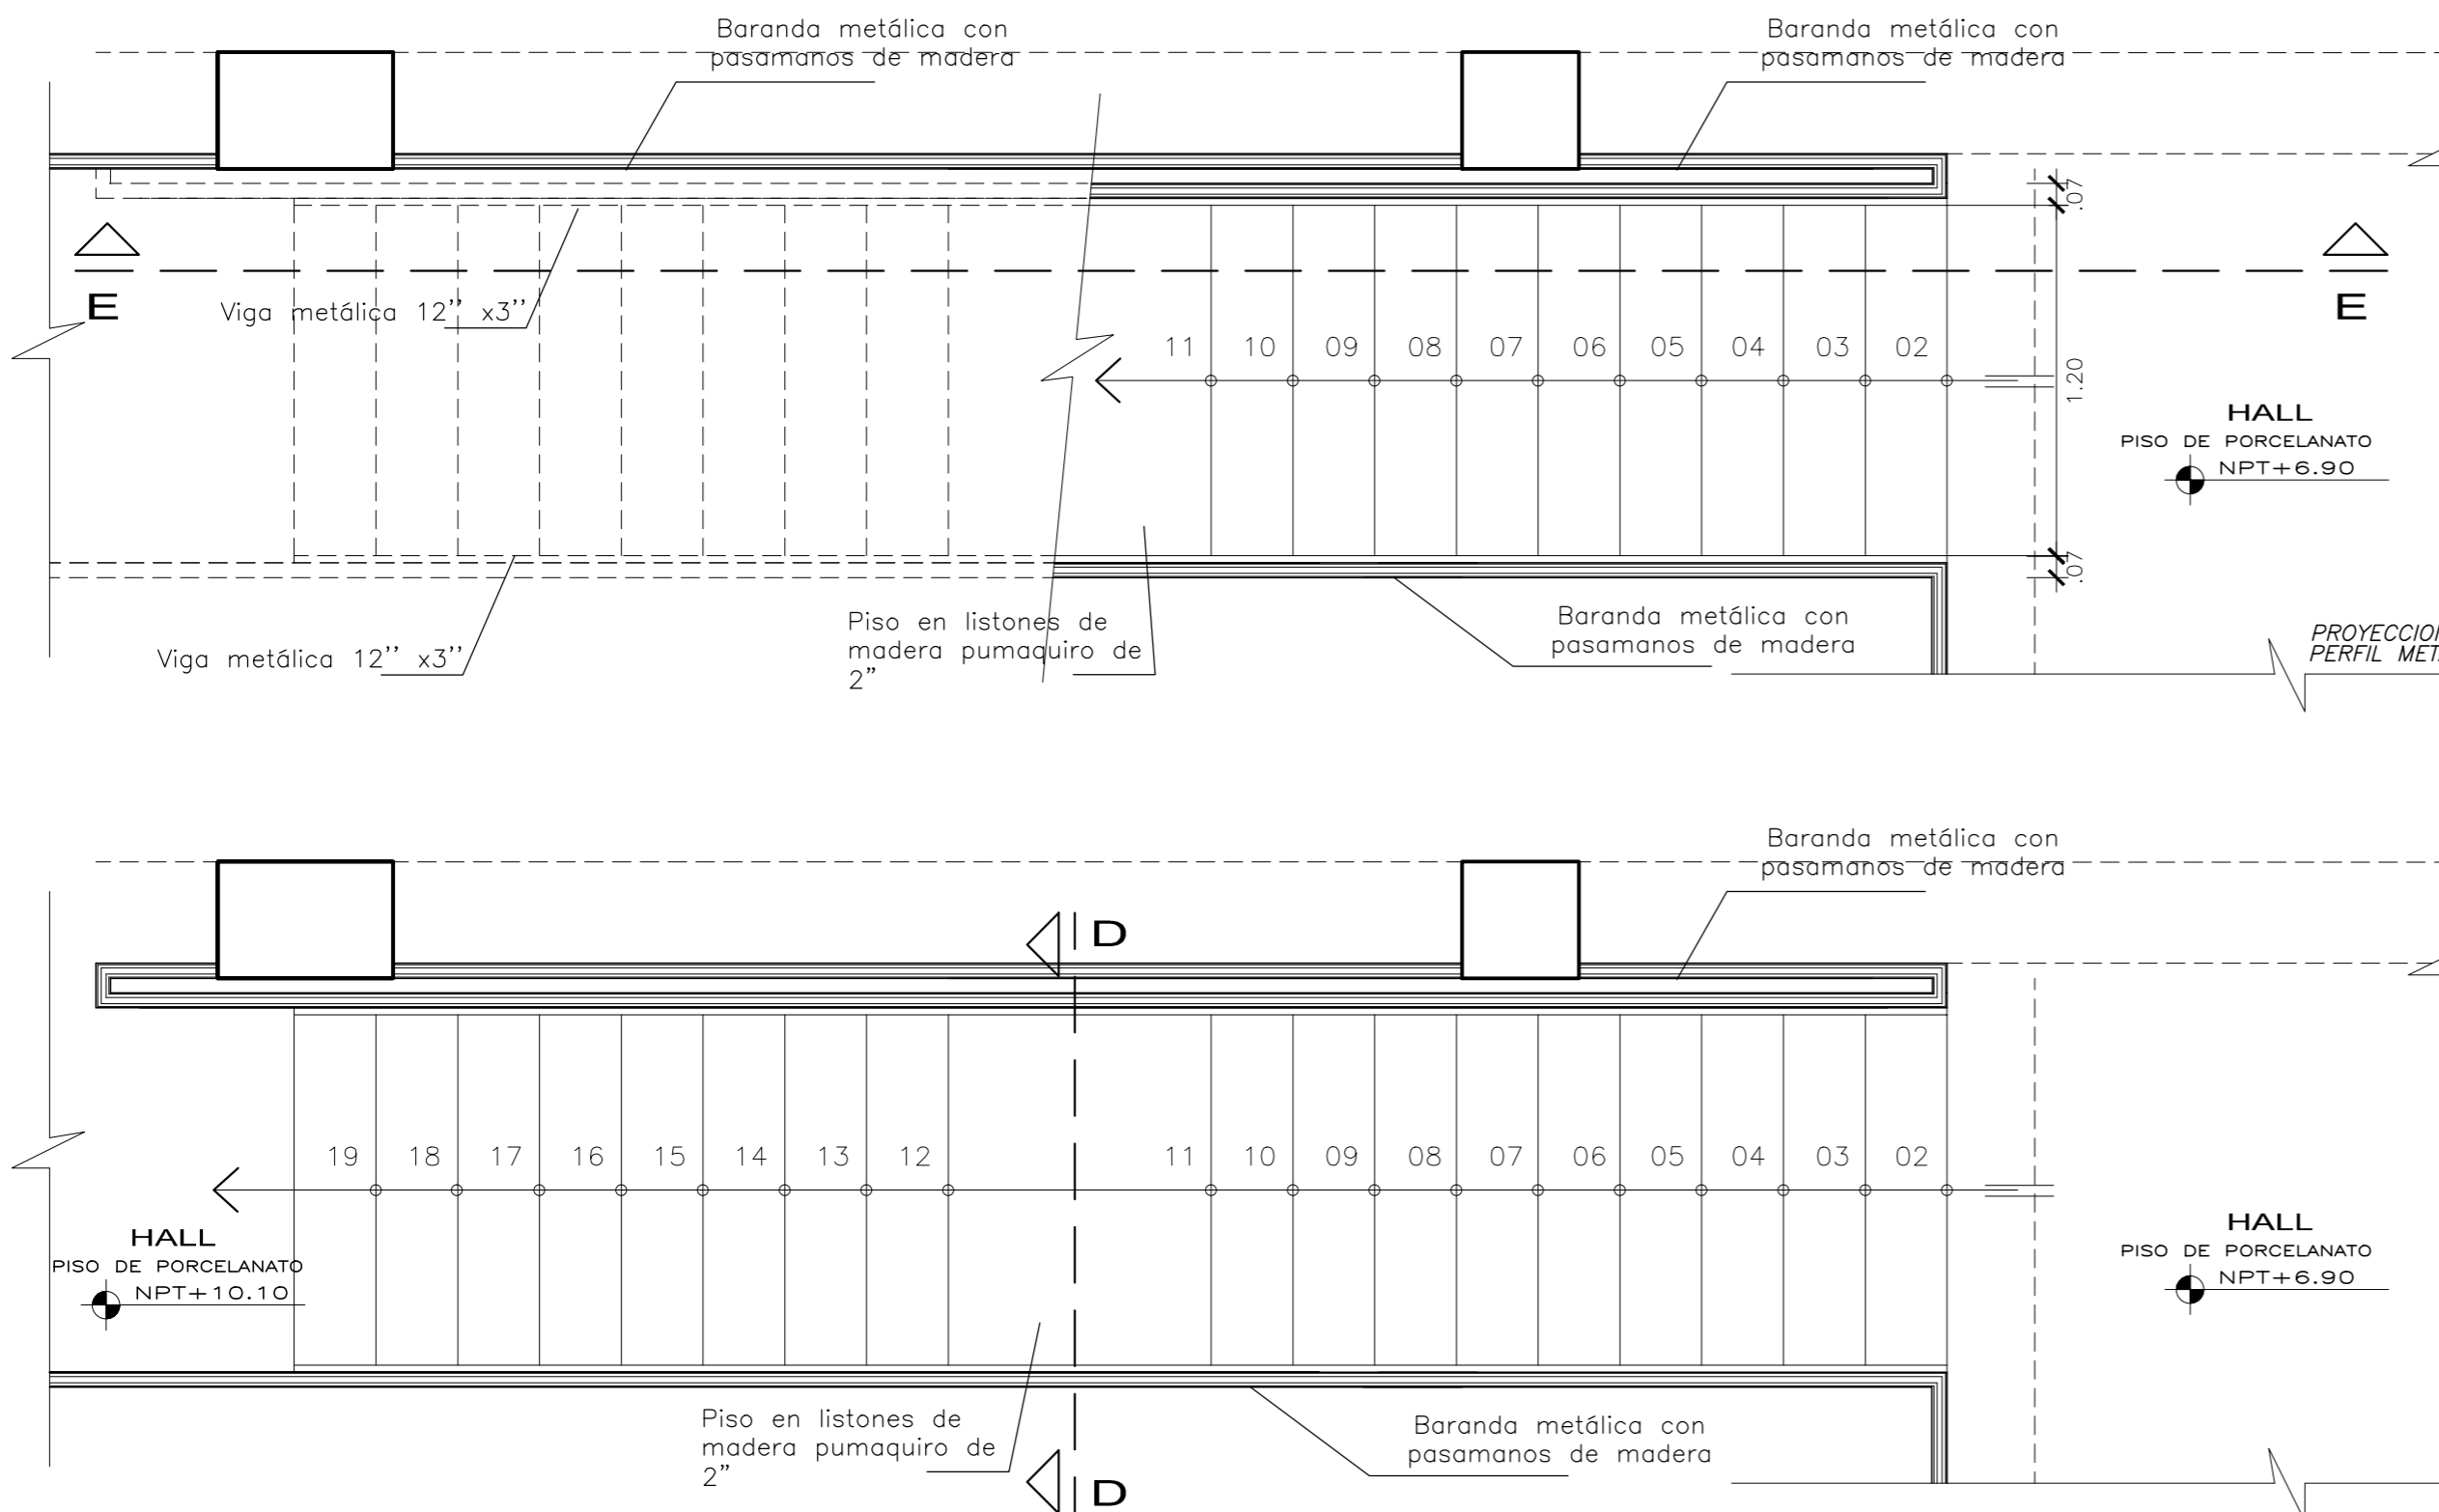 Baranda metálica con
pasamanos de madera
Baranda metálica con
pasamanos de madera
.07
E
Viga metálica 12'' x3''
E
11 10 09 08 07 06 05 04 03 02
1.20
HALL
PISO DE PORCELANATO
NPT+6.90
.07
Piso en listones de
madera pumaquiro de
2"
Baranda metálica con
pasamanos de madera
Viga metálica 12'' x3''
PROYECCION
PERFIL META
Baranda metálica con
pasamanos de madera
D
19 18 17 16 15 14 13 12 11 10 09 08 07 06 05 04 03 02
HALL
PISO DE PORCELANATO
NPT+10.10
HALL
PISO DE PORCELANATO
NPT+6.90
Piso en listones de
madera pumaquiro de
2"
Baranda metálica con
pasamanos de madera
D